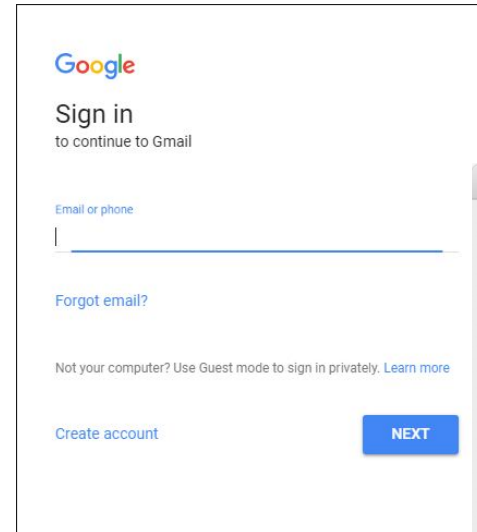 Google
Sign in
to continue to Gmail
Email or phone
Forgot email?
Not your computer? Use Guest mode to sign in privately. Learn more
Create account
NEXT